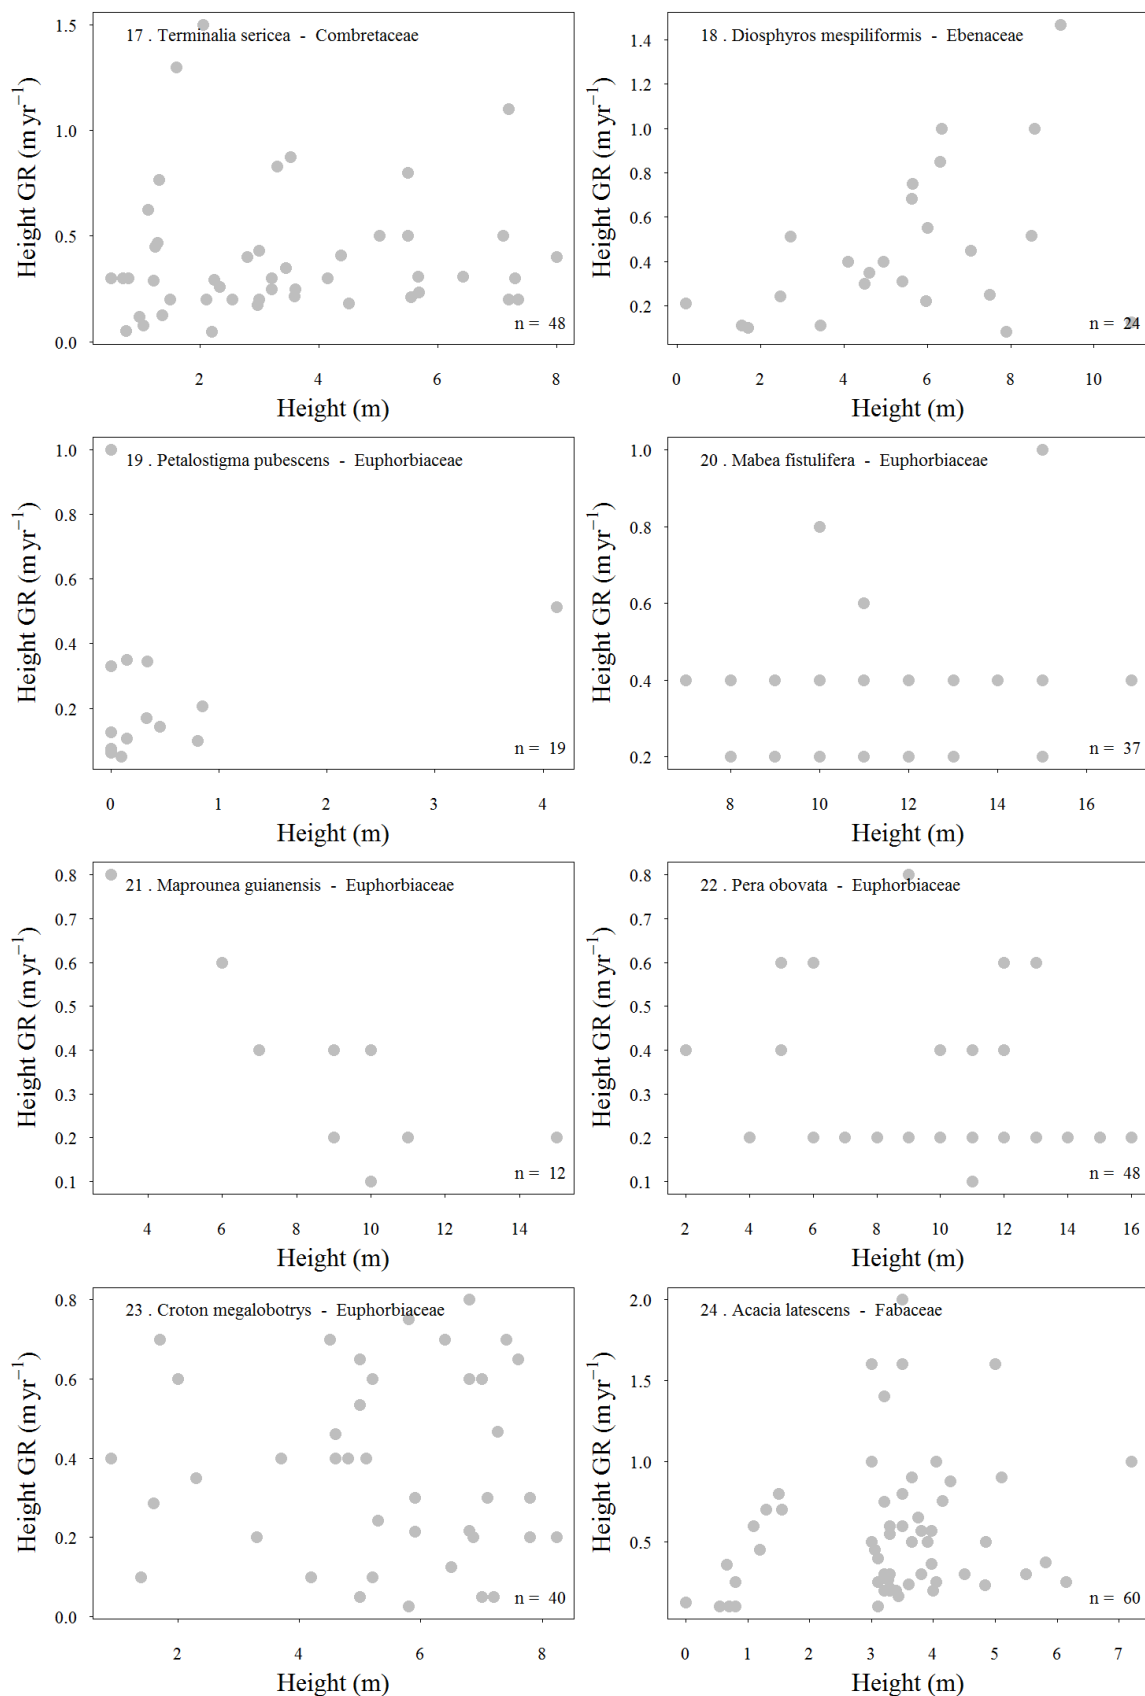 17 . Terminalia sericea - Combretaceae
Height GR (m yr−1)
1.5
1.0
0.5
0.0
n = 48
2 4 6 8
Height (m)
18 . Diosphyros mespiliformis - Ebenaceae
Height GR (m yr−1)
1.4
1.2
1.0
0.8
0.6
0.4
0.2
n = 24
0 2 4 6 8 10
Height (m)
19 . Petalostigma pubescens - Euphorbiaceae
Height GR (m yr−1)
1.0
0.8
0.6
0.4
0.2
n = 19
0 1 2 3 4
Height (m)
20 . Mabea fistulifera - Euphorbiaceae
Height GR (m yr−1)
1.0
0.8
0.6
0.4
0.2
n = 37
8 10 12 14 16
Height (m)
21 . Maprounea guianensis - Euphorbiaceae
Height GR (m yr−1)
0.8
0.7
0.6
0.5
0.4
0.3
0.2
0.1
n = 12
4 6 8 10 12 14
Height (m)
22 . Pera obovata - Euphorbiaceae
Height GR (m yr−1)
0.8
0.7
0.6
0.5
0.4
0.3
0.2
0.1
n = 48
2 4 6 8 10 12 14 16
Height (m)
23 . Croton megalobotrys - Euphorbiaceae
Height GR (m yr−1)
0.8
0.6
0.4
0.2
0.0
n = 40
2 4 6 8
Height (m)
24 . Acacia latescens - Fabaceae
Height GR (m yr−1)
2.0
1.5
1.0
0.5
n = 60
0 1 2 3 4 5 6 7
Height (m)